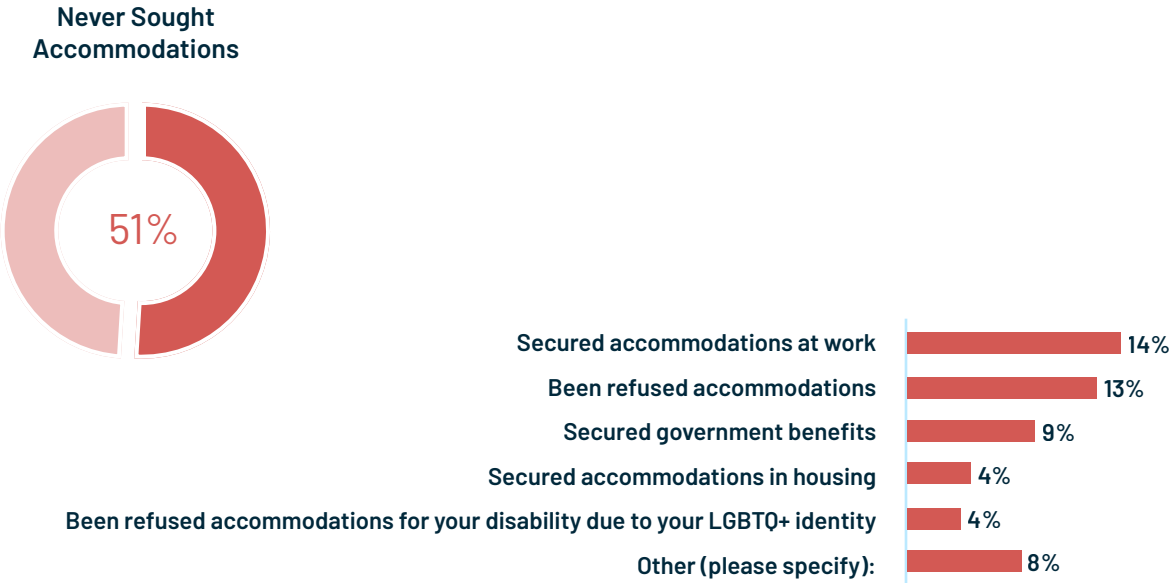 Never Sought
Accommodations
51%
Secured accommodations at work 14%
Been refused accommodations 13%
Secured government benefits 9%
Secured accommodations in housing 4%
Been refused accommodations for your disability due to your LGBTQ+ identity 4%
Other (please specify): 8%